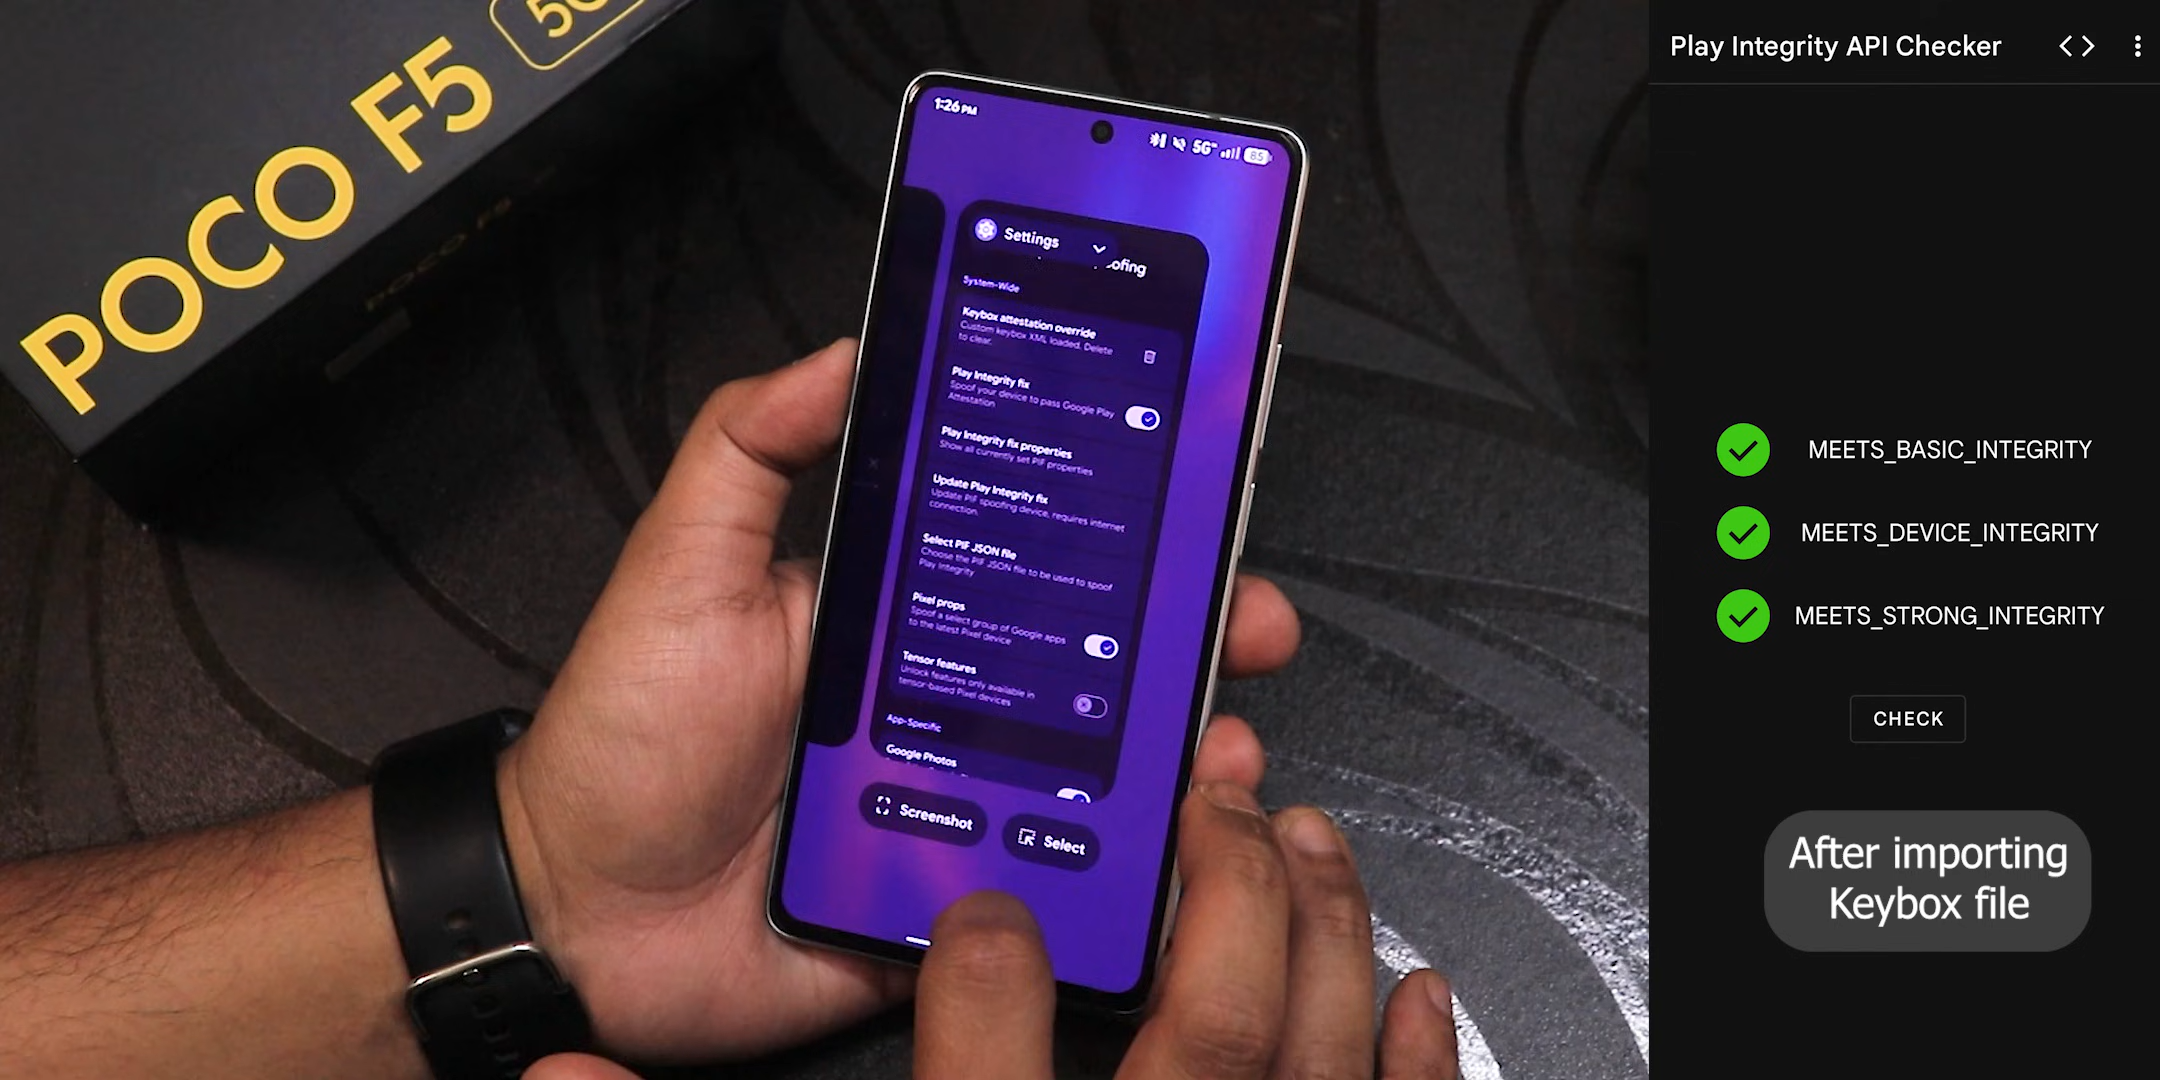 POCO F5
5G
POCO F5
1:26 PM
5G
85
Settings
ofing
System-Wide
Keybox attestation override
Custom keybox XML loaded. Delete
to clear.
Play Integrity fix
Spoof your device to pass Google Play
Attestation
Play Integrity fix properties
Show all currently set PIF properties
Update Play Integrity fix
Update PIF spoofing device, requires internet
connection.
Select PIF JSON file
Choose the PIF JSON file to be used to spoof
Play Integrity
Pixel props
Spoof a select group of Google apps
to the latest Pixel device
Tensor features
Unlock features only available in
tensor-based Pixel devices
App-Specific
Google Photos
Screenshot
Select
Play Integrity API Checker
MEETS_BASIC_INTEGRITY
MEETS_DEVICE_INTEGRITY
MEETS_STRONG_INTEGRITY
CHECK
After importing
Keybox file